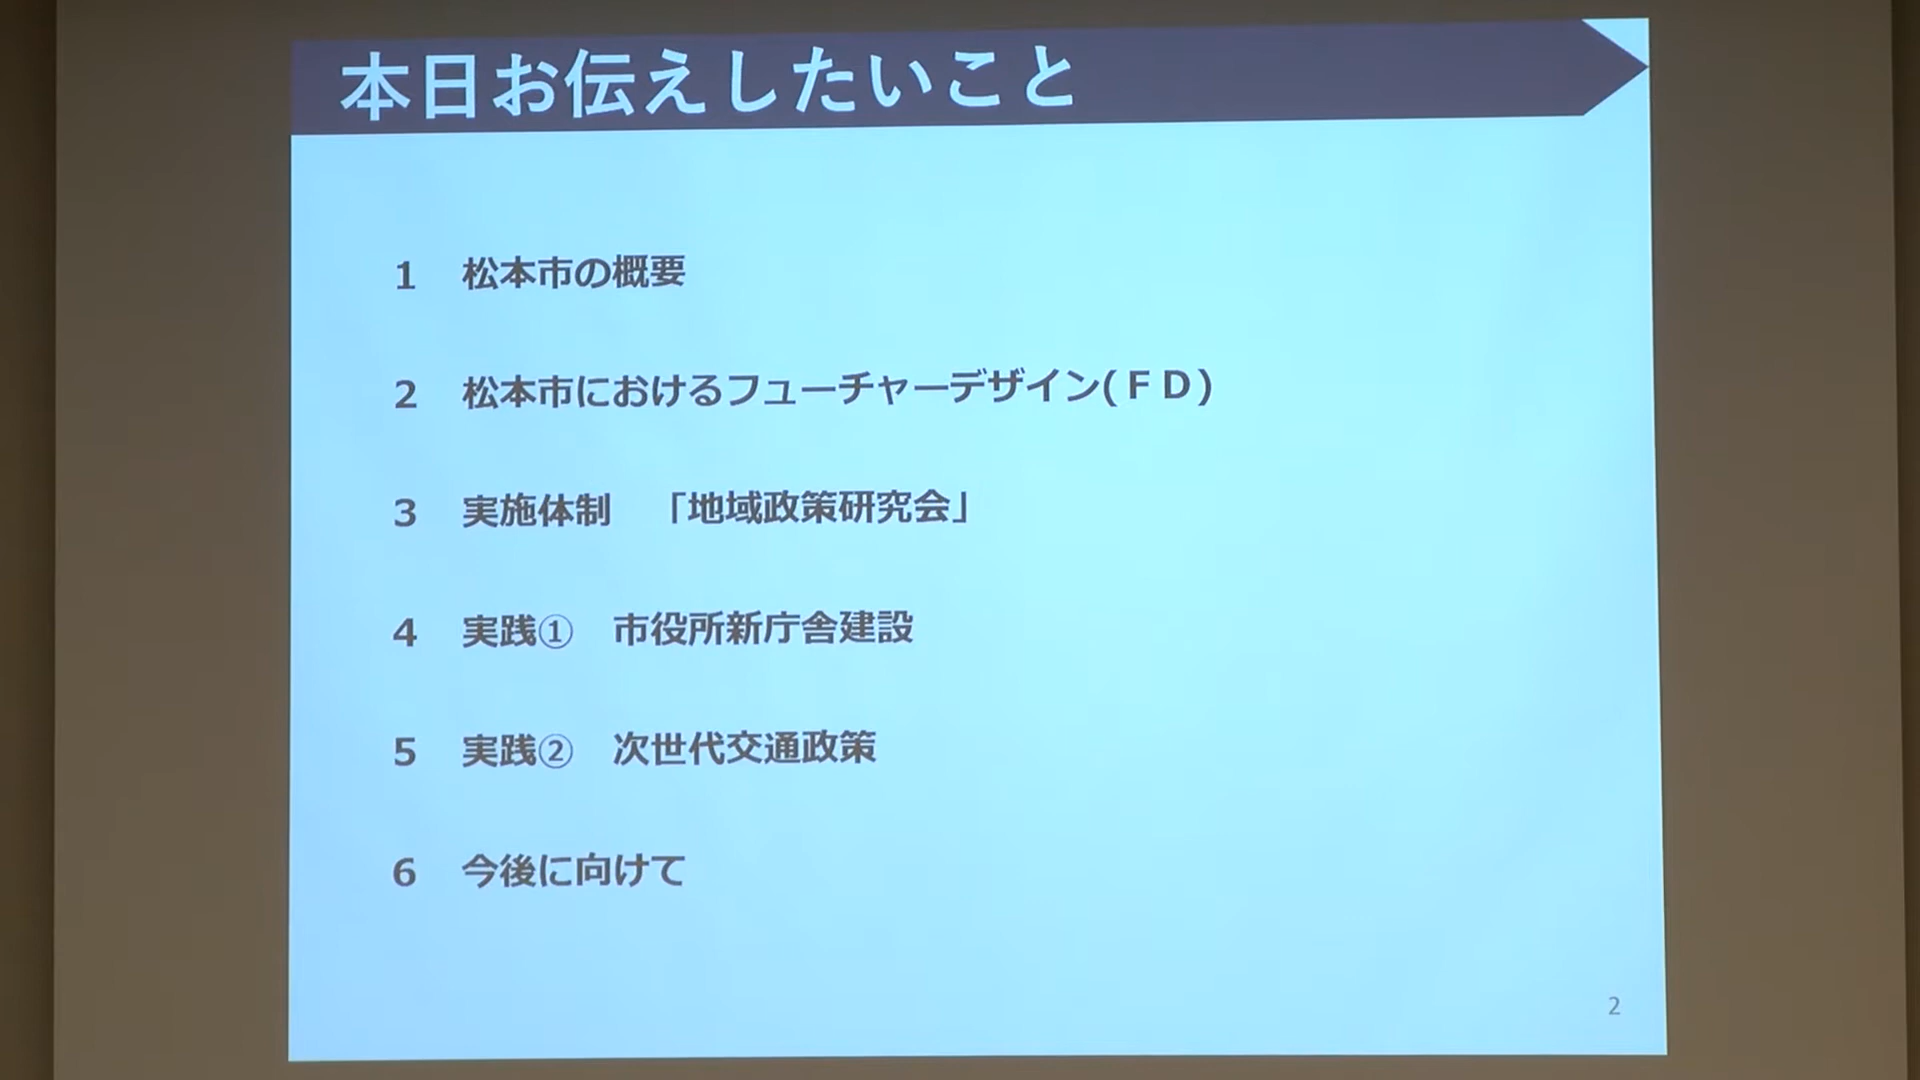 本日お伝えしたいこと
1 松本市の概要
2 松本市におけるフューチャーデザイン(ＦＤ)
3 実施体制 「地域政策研究会」
4 実践① 市役所新庁舎建設
5 実践② 次世代交通政策
6 今後に向けて
2